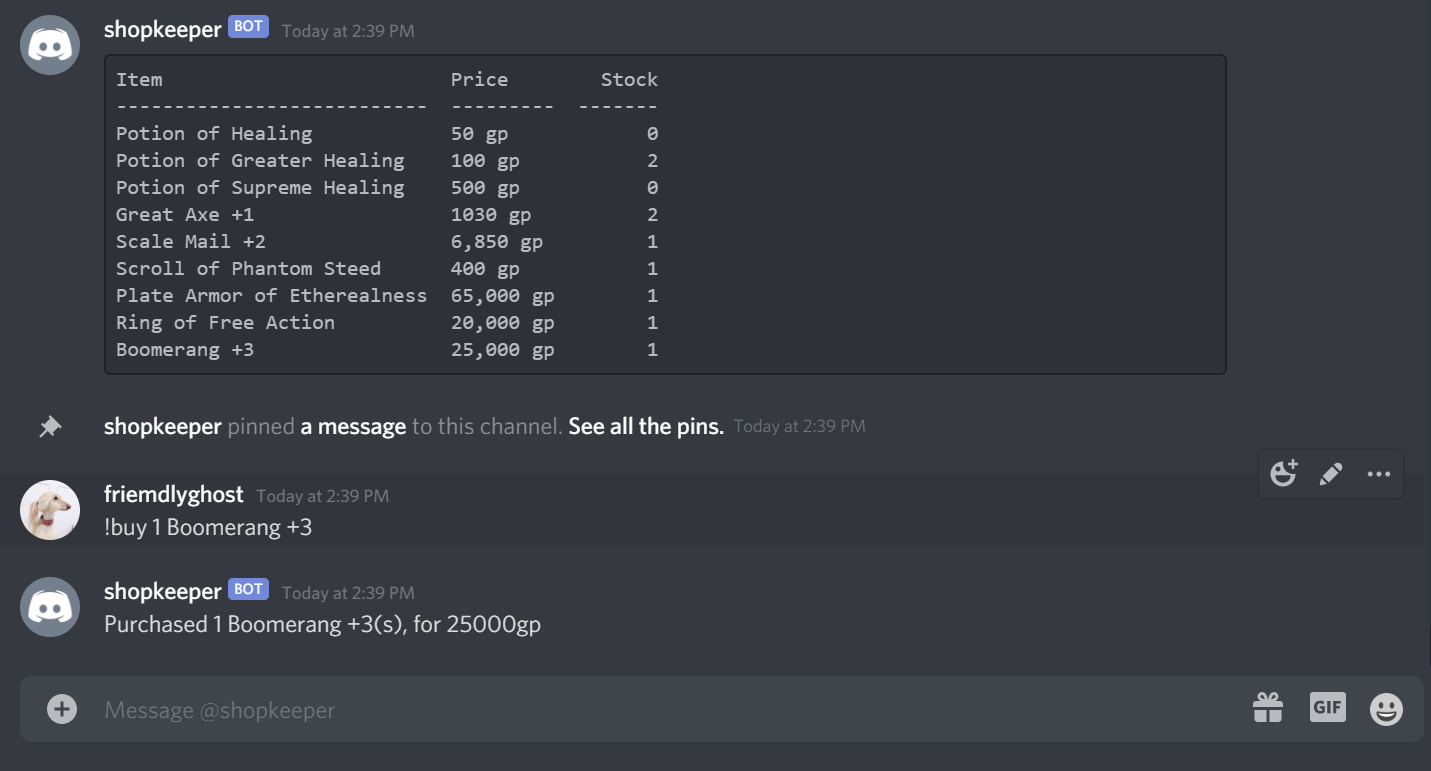 shopkeeper BOT Today at 2:39 PM
Item Price Stock
--------------------------- --------- -------
Potion of Healing 50 gp 0
Potion of Greater Healing 100 gp 2
Potion of Supreme Healing 500 gp 0
Great Axe +1 1030 gp 2
Scale Mail +2 6,850 gp 1
Scroll of Phantom Steed 400 gp 1
Plate Armor of Etherealness 65,000 gp 1
Ring of Free Action 20,000 gp 1
Boomerang +3 25,000 gp 1
shopkeeper pinned a message to this channel. See all the pins. Today at 2:39 PM
friemdlyghost Today at 2:39 PM
!buy 1 Boomerang +3
shopkeeper BOT Today at 2:39 PM
Purchased 1 Boomerang +3(s), for 25000gp
Message @shopkeeper GIF